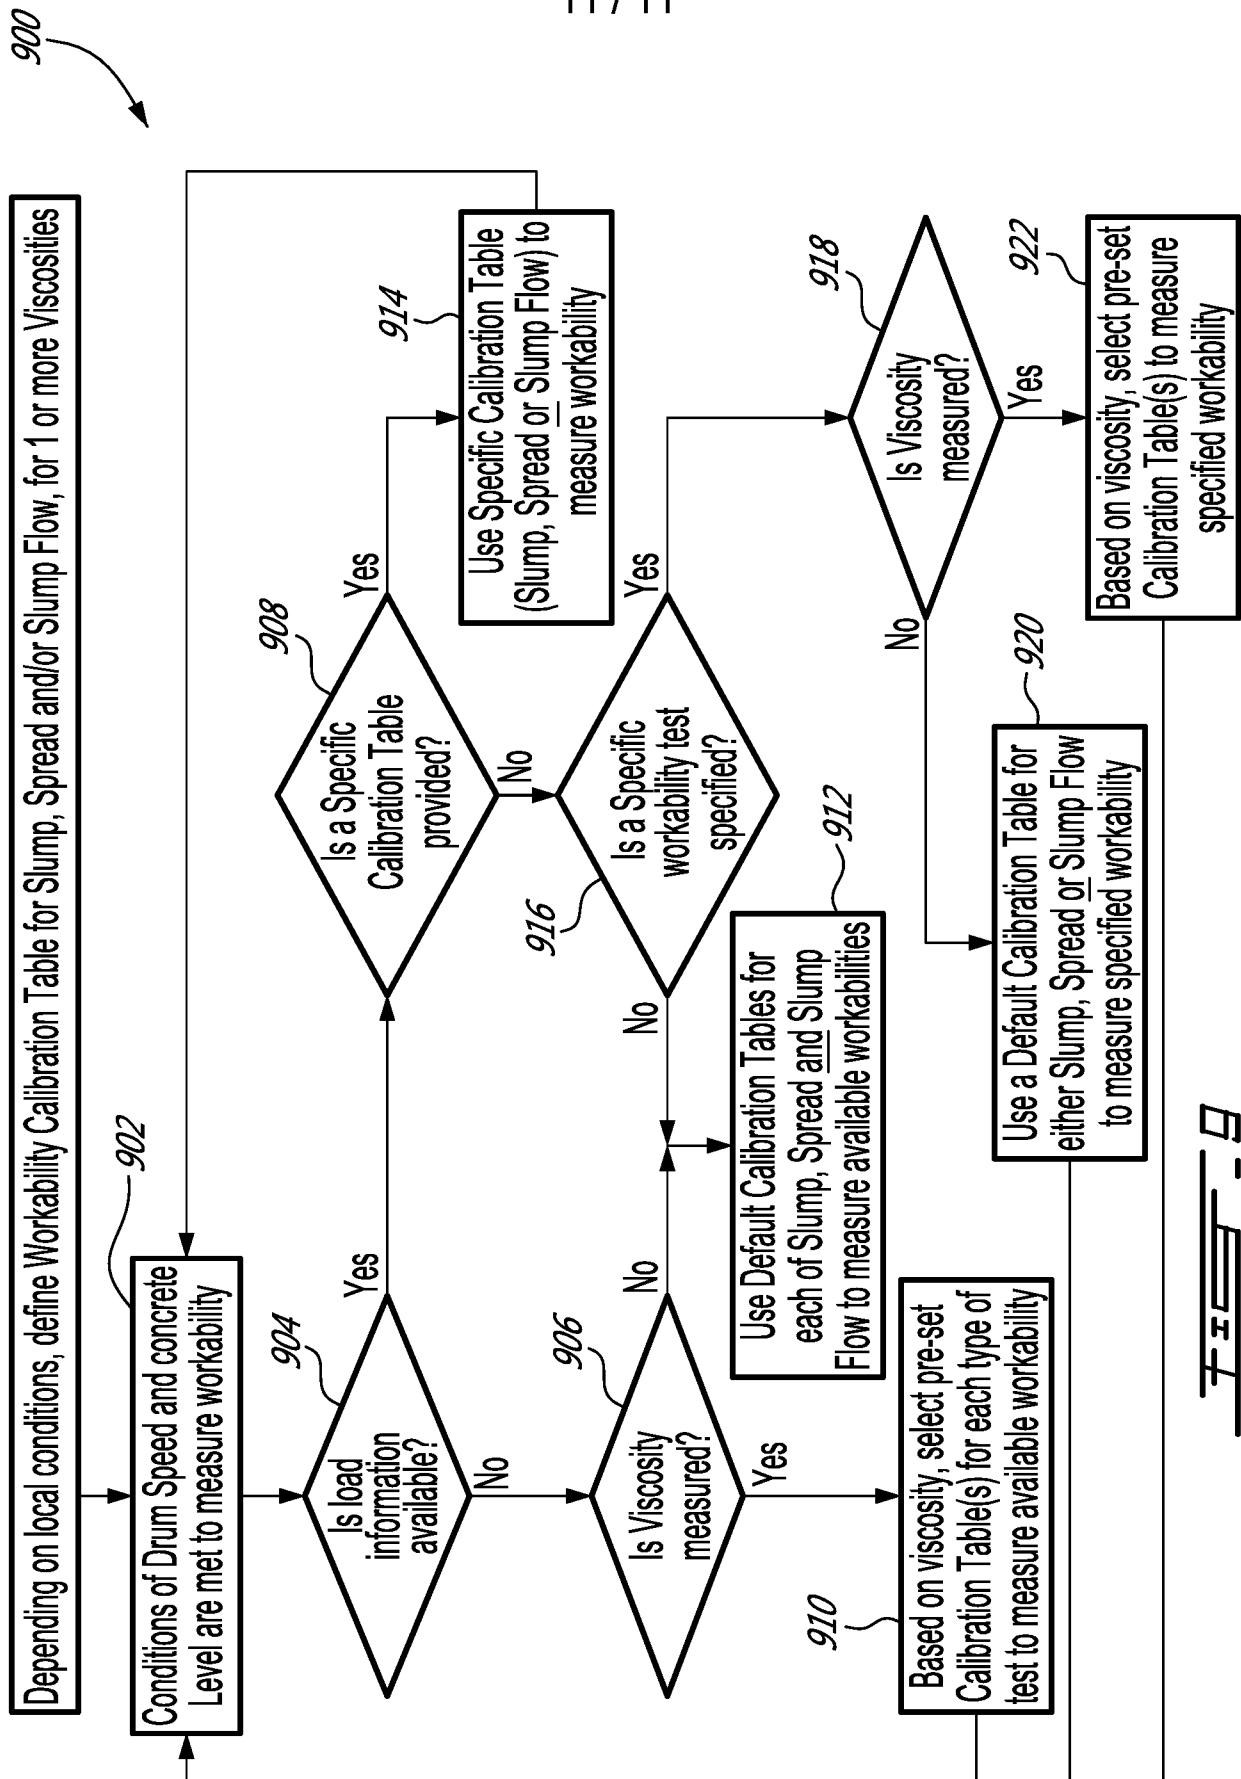 11 / 11
900
Depending on local conditions, define Workability Calibration Table for Slump, Spread and/or Slump Flow, for 1 or more Viscosities
902
Conditions of Drum Speed and concrete
Level are met to measure workability
904
Is load
information
available?
Yes
No
908
Is a Specific
Calibration Table
provided?
Yes
No
914
Use Specific Calibration Table
(Slump, Spread or Slump Flow) to
measure workability
906
Is Viscosity
measured?
No
Yes
916
Is a Specific
workability test
specified?
No
Yes
912
Use Default Calibration Tables for
each of Slump, Spread and Slump
Flow to measure available workabilities
918
Is Viscosity
measured?
No
Yes
910
Based on viscosity, select pre-set
Calibration Table(s) for each type of
test to measure available workability
920
Use a Default Calibration Table for
either Slump, Spread or Slump Flow
to measure specified workability
922
Based on viscosity, select pre-set
Calibration Table(s) to measure
specified workability
FIG. 9